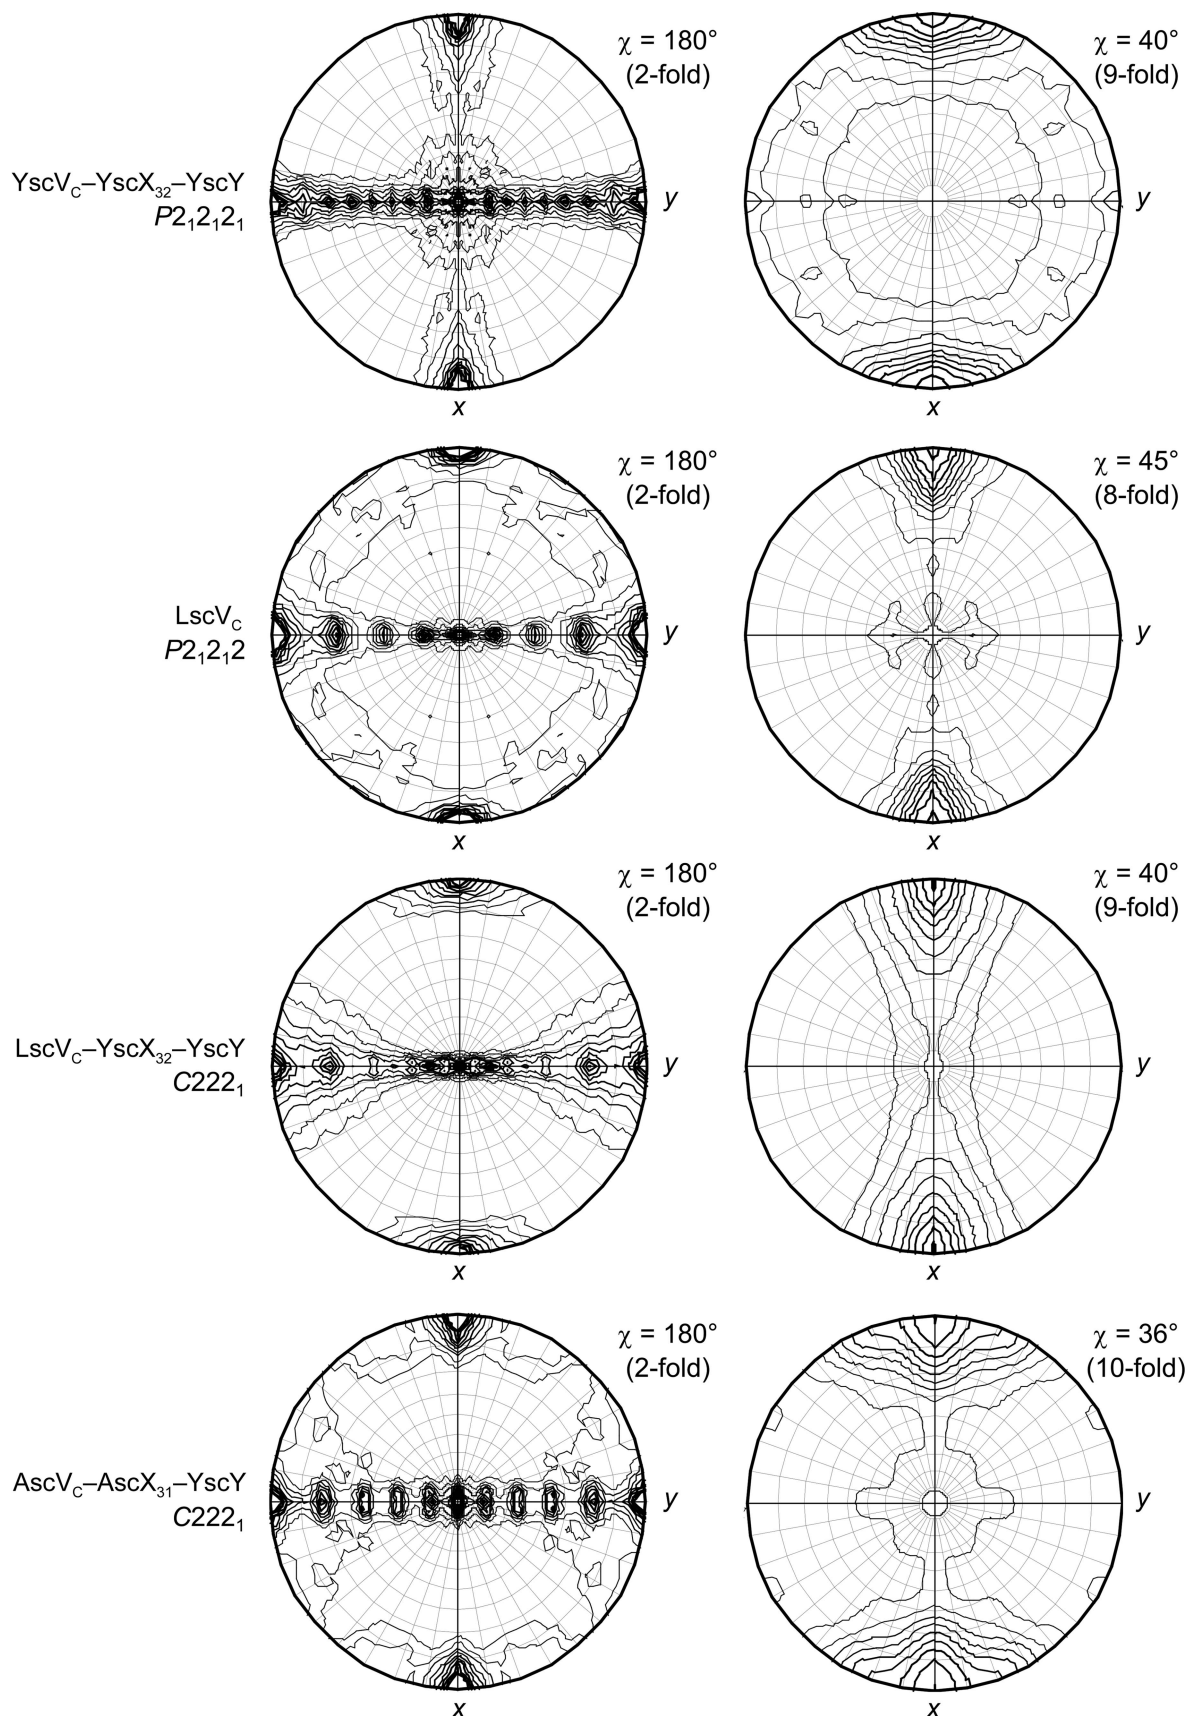 χ = 180°
(2-fold)
χ = 40°
(9-fold)
YscV_C–YscX_32–YscY
P2_12_12_1
y
y
x
x
χ = 180°
(2-fold)
χ = 45°
(8-fold)
LscV_C
P2_12_12
y
y
x
x
χ = 180°
(2-fold)
χ = 40°
(9-fold)
LscV_C–YscX_32–YscY
C222_1
y
y
x
x
χ = 180°
(2-fold)
χ = 36°
(10-fold)
AscV_C–AscX_31–YscY
C222_1
y
y
x
x